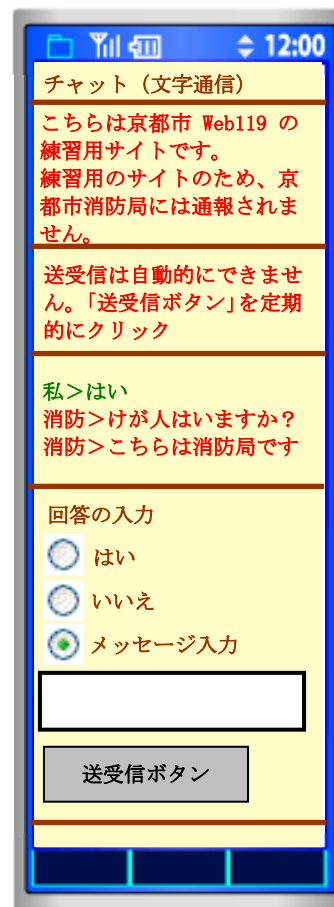 12:00
チャット（文字通信）
こちらは京都市 Web119 の
練習用サイトです。
練習用のサイトのため、京
都市消防局には通報されま
せん。
送受信は自動的にできませ
ん。「送受信ボタン」を定期
的にクリック
私＞はい
消防＞けが人はいますか？
消防＞こちらは消防局です
回答の入力
はい
いいえ
メッセージ入力
送受信ボタン